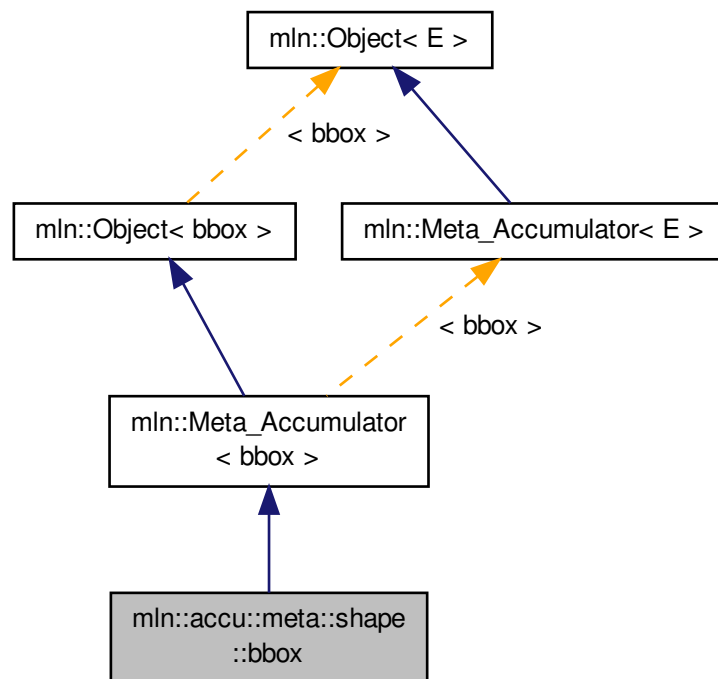 mln::Object< E >
< bbox >
mln::Object< bbox >
mln::Meta_Accumulator< E >
< bbox >
mln::Meta_Accumulator
< bbox >
mln::accu::meta::shape
::bbox